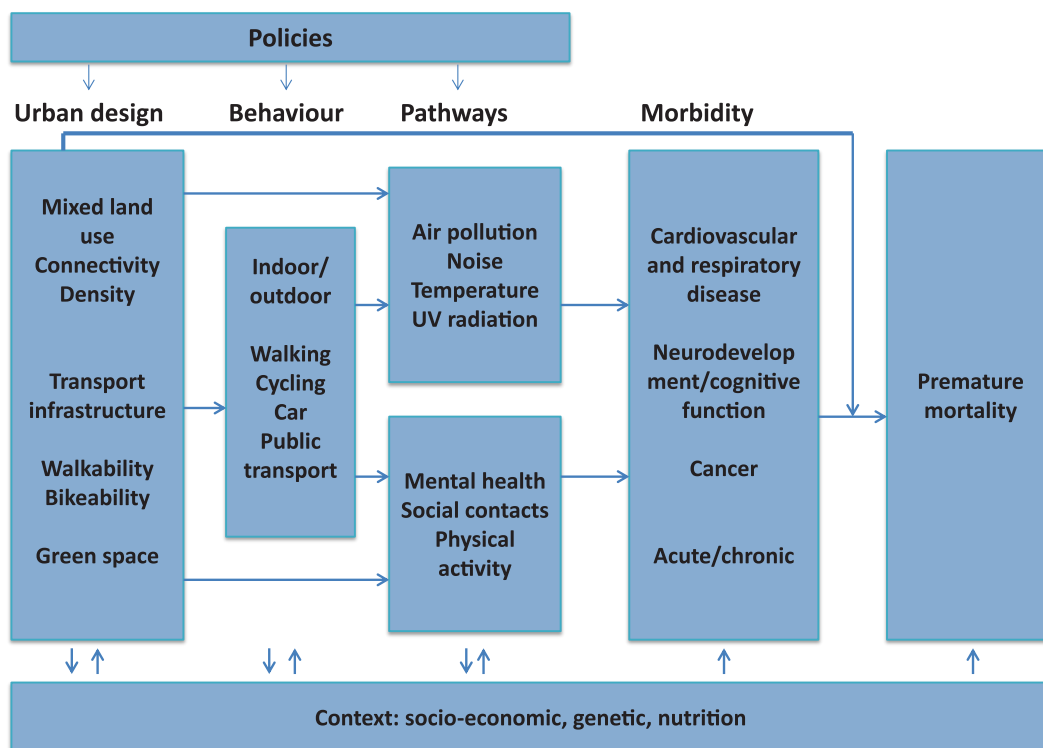 Policies
Urban design
Behaviour
Pathways
Morbidity
Mixed land
use
Connectivity
Density
Transport
infrastructure
Walkability
Bikeability
Green space
Indoor/
outdoor
Walking
Cycling
Car
Public
transport
Air pollution
Noise
Temperature
UV radiation
Mental health
Social contacts
Physical
activity
Cardiovascular
and respiratory
disease
Neurodevelop
ment/cognitive
function
Cancer
Acute/chronic
Premature
mortality
Context: socio-economic, genetic, nutrition